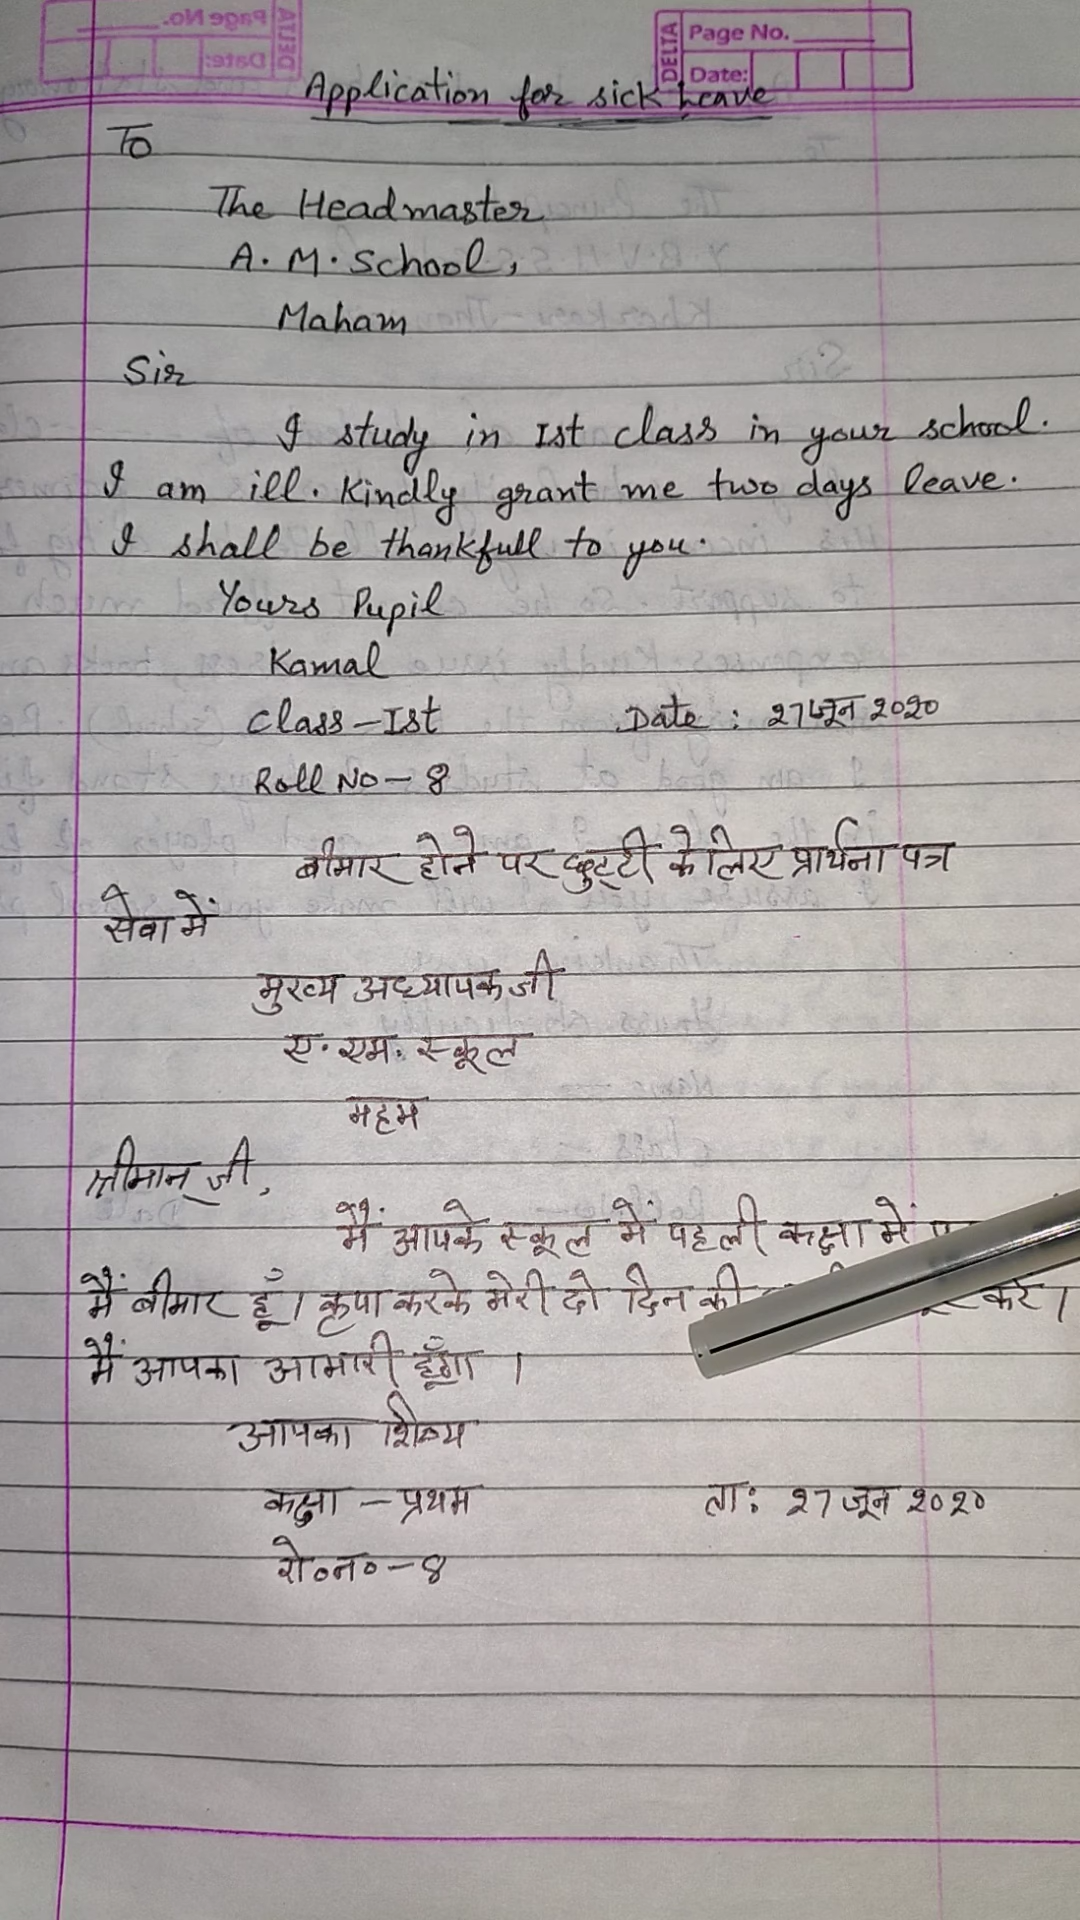 DELTA Page No.
Date:
Application for sick Leave
To
The Headmaster
A. M. School,
Maham
Sir
I study in Ist class in your school.
I am ill. Kindly grant me two days leave.
I shall be thankfull to you.
Yours Pupil
Kamal
Class-Ist Date : 27 जून 2020
Roll No-8
बीमार होने पर छुट्टी के लिए प्रार्थना पत्र
सेवा में
मुख्य अध्यापक जी
ए. एम. स्कूल
महम
श्रीमान् जी,
मैं आपके स्कूल में पहली कक्षा में
मैं बीमार हूँ। कृपा करके मेरी दो दिन की करे।
मैं आपका आभारी हूँगा।
आपका शिष्य
कक्षा - प्रथम ता: 27 जून 2020
रो०न०-8